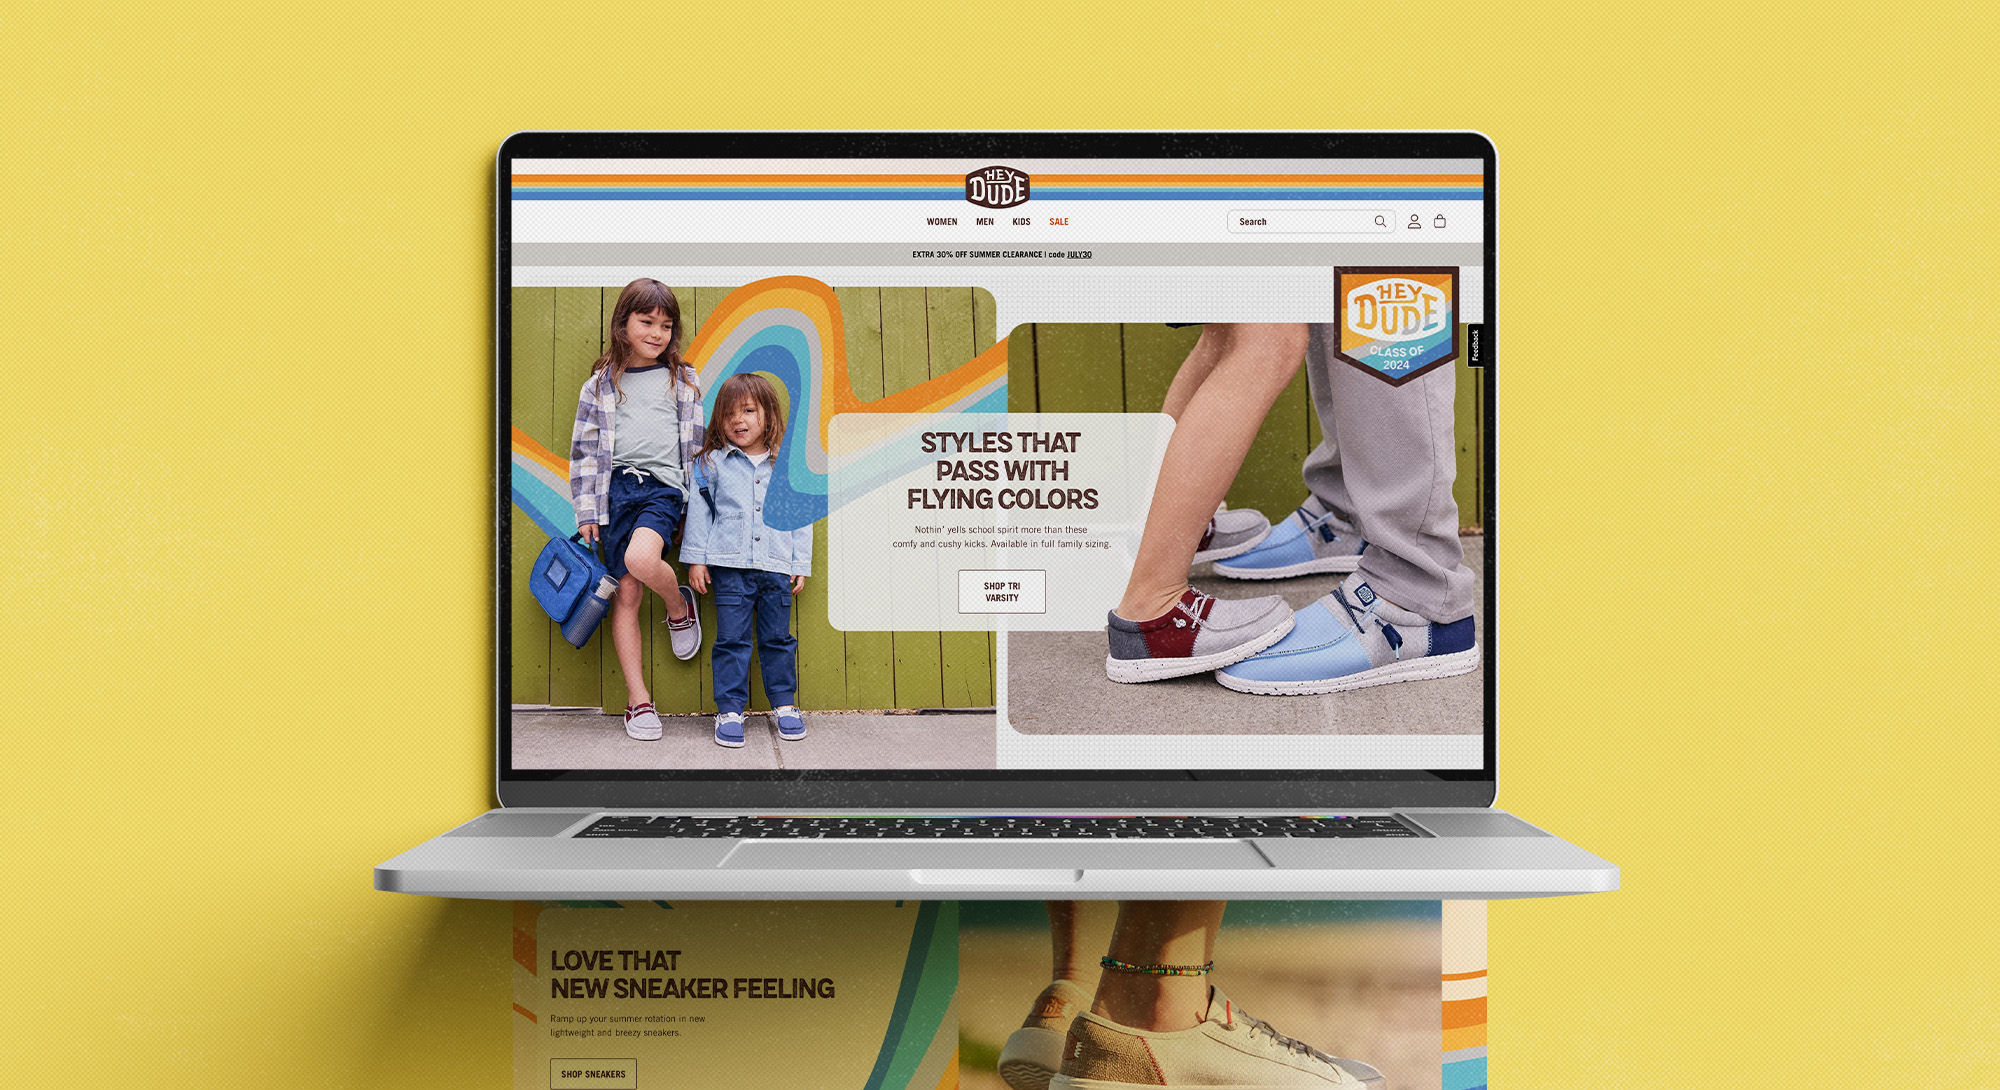 HEY
DUDE
WOMEN MEN KIDS SALE
Search
EXTRA 30% OFF SUMMER CLEARANCE | code JULY30
HEY
DUDE
CLASS OF
2024
Feedback
STYLES THAT
PASS WITH
FLYING COLORS
Nothin' yells school spirit more than these
comfy and cushy kicks. Available in full family sizing.
SHOP TRI
VARSITY
LOVE THAT
NEW SNEAKER FEELING
Ramp up your summer rotation in new
lightweight and breezy sneakers.
SHOP SNEAKERS